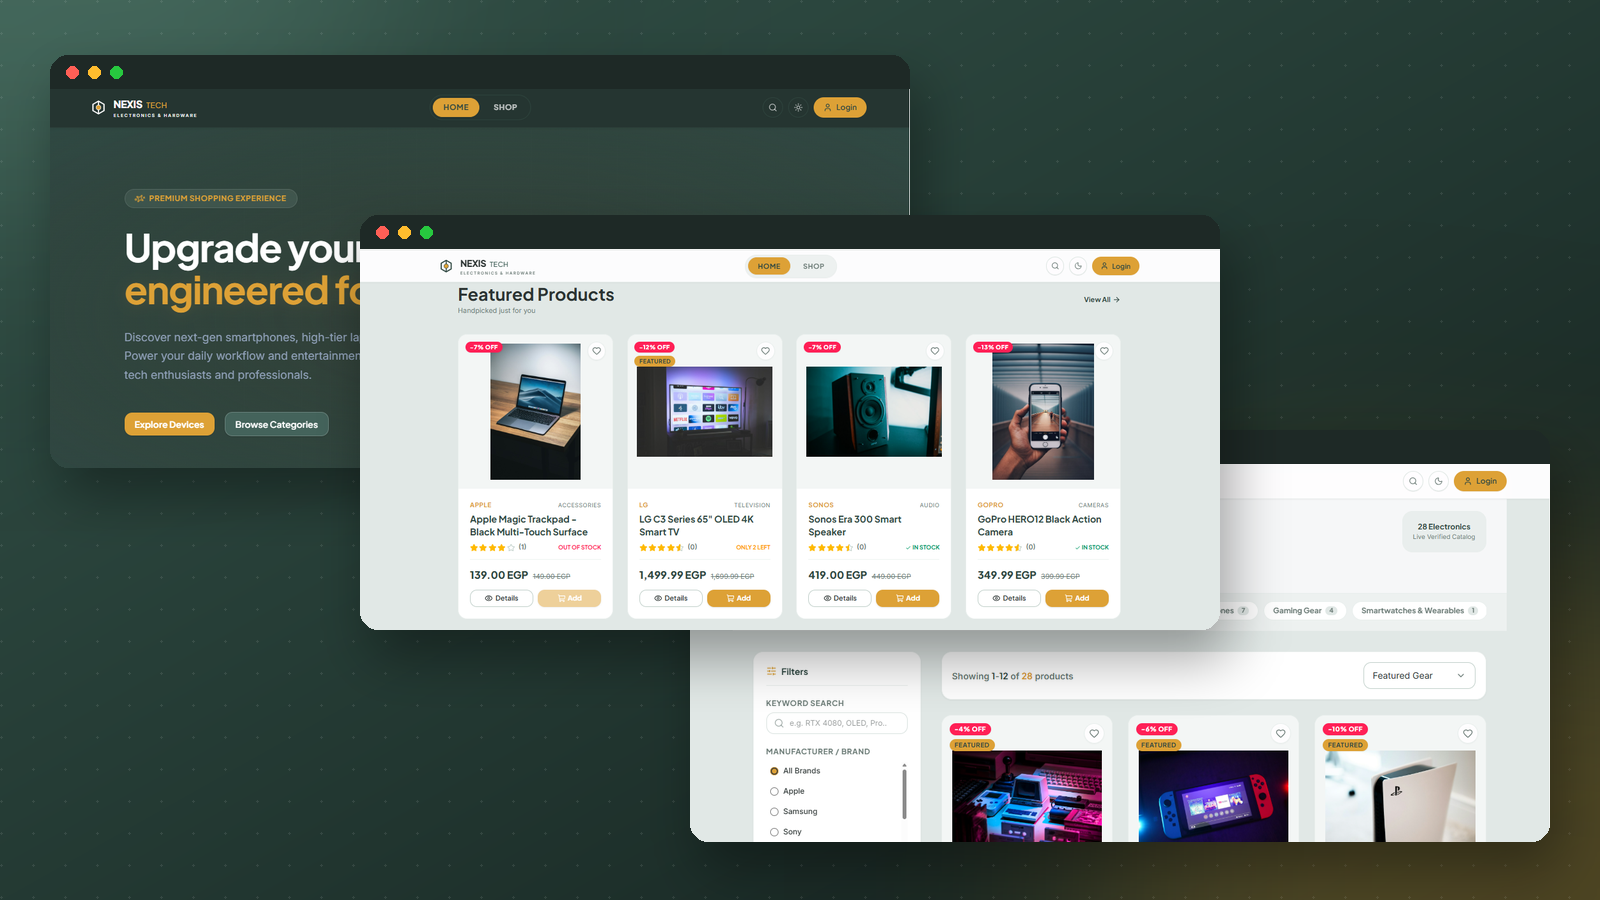 NEXIS TECH
ELECTRONICS & HARDWARE
HOME
SHOP
Login
PREMIUM SHOPPING EXPERIENCE
Upgrade your
engineered fo
Discover next-gen smartphones, high-tier la
Power your daily workflow and entertainmen
tech enthusiasts and professionals.
Explore Devices
Browse Categories
NEXIS TECH
ELECTRONICS & HARDWARE
HOME
SHOP
Login
Featured Products
Handpicked just for you
View All →
-7% OFF
APPLE
ACCESSORIES
Apple Magic Trackpad -
Black Multi-Touch Surface
(1)
OUT OF STOCK
139.00 EGP 149.00 EGP
Details
Add
-12% OFF
FEATURED
LG
TELEVISION
LG C3 Series 65" OLED 4K
Smart TV
(0)
ONLY 2 LEFT
1,499.99 EGP 1,699.99 EGP
Details
Add
-7% OFF
SONOS
AUDIO
Sonos Era 300 Smart
Speaker
(0)
✓ IN STOCK
419.00 EGP 449.00 EGP
Details
Add
-13% OFF
GOPRO
CAMERAS
GoPro HERO12 Black Action
Camera
(0)
✓ IN STOCK
349.99 EGP 399.99 EGP
Details
Add
Login
28 Electronics
Live Verified Catalog
nes 7
Gaming Gear 4
Smartwatches & Wearables 1
Filters
KEYWORD SEARCH
e.g. RTX 4080, OLED, Pro..
MANUFACTURER / BRAND
All Brands
Apple
Samsung
Sony
Showing 1-12 of 28 products
Featured Gear
-4% OFF
FEATURED
-6% OFF
FEATURED
-10% OFF
FEATURED